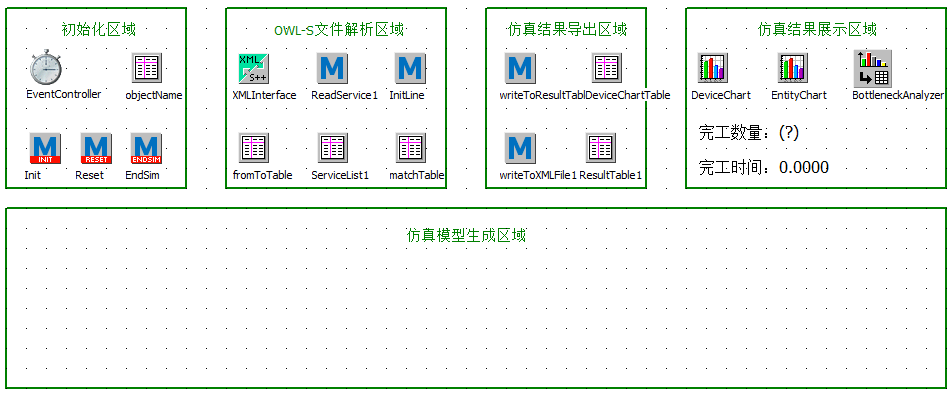 初始化区域
EventController
objectName
M
INIT
Init
M
RESET
Reset
M
ENDSIM
EndSim
OWL-S文件解析区域
XML
S++
XMLInterface
M
ReadService1
M
InitLine
fromToTable
ServiceList1
matchTable
仿真结果导出区域
M
writeToResultTabl
DeviceChartTable
M
writeToXMLFile1
ResultTable1
仿真结果展示区域
DeviceChart
EntityChart
BottleneckAnalyzer
完工数量：(?)
完工时间：0.0000
仿真模型生成区域